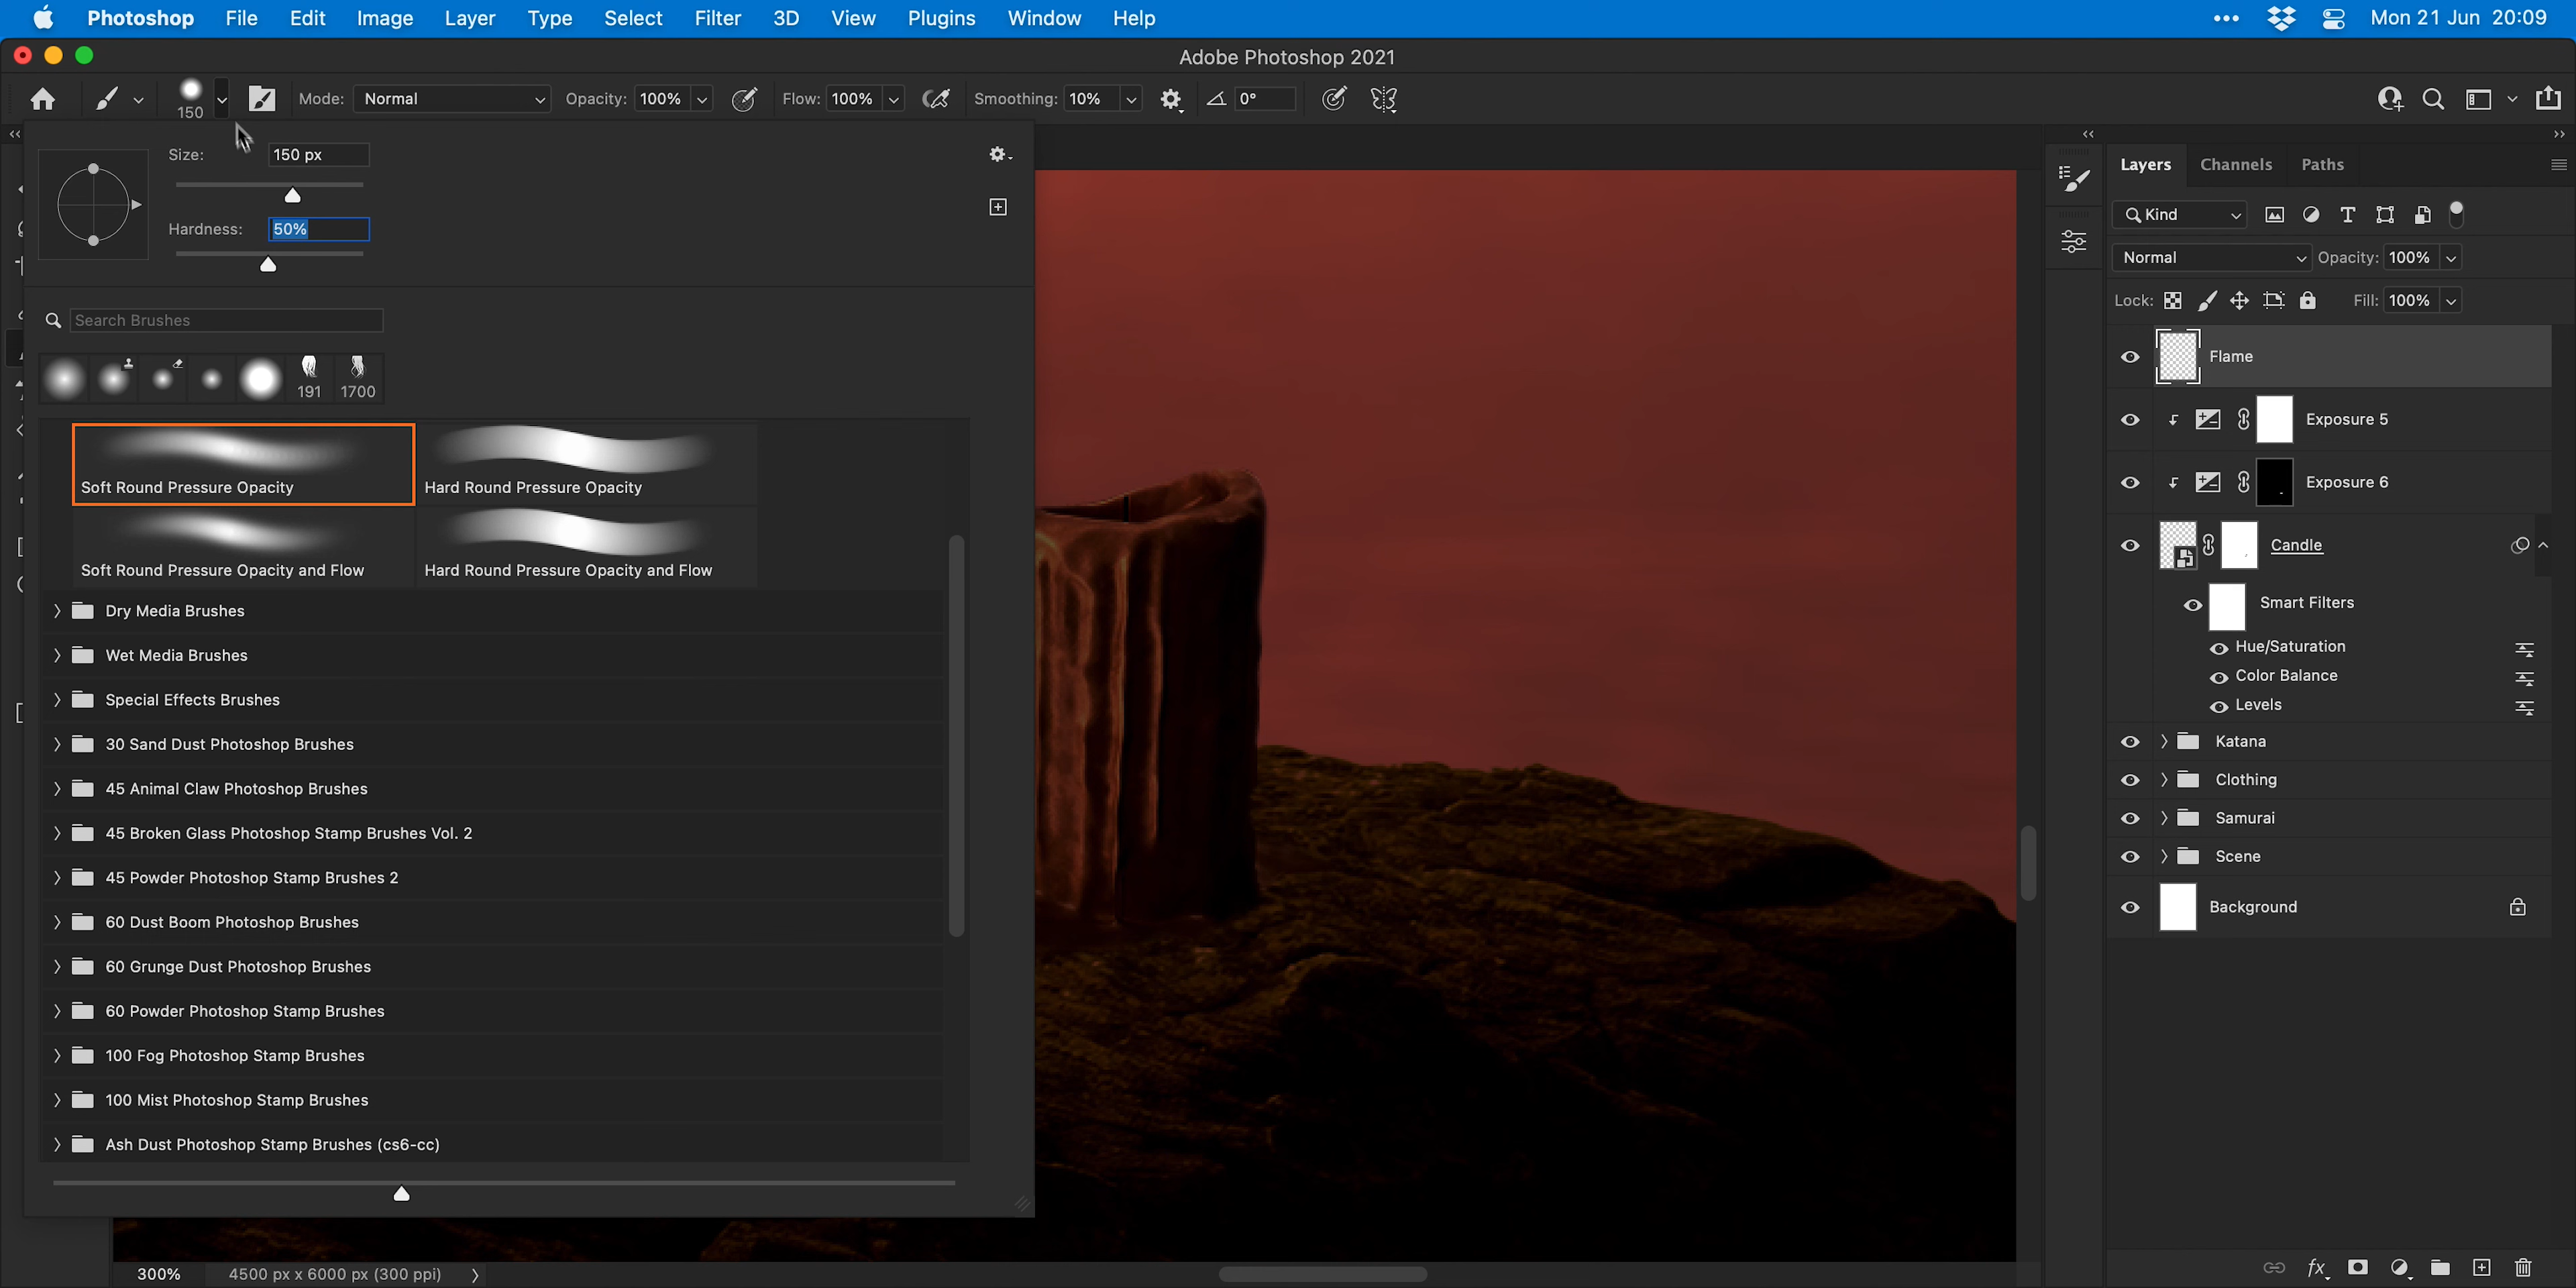 Photoshop File Edit Image Layer Type Select Filter 3D View Plugins Window Help Mon 21 Jun 20:09
Adobe Photoshop 2021
150 Mode: Normal Opacity: 100% Flow: 100% Smoothing: 10% 0°
Size: 150 px
Hardness: 50%
Search Brushes
191 1700
Soft Round Pressure Opacity Hard Round Pressure Opacity
Soft Round Pressure Opacity and Flow Hard Round Pressure Opacity and Flow
Dry Media Brushes
Wet Media Brushes
Special Effects Brushes
30 Sand Dust Photoshop Brushes
45 Animal Claw Photoshop Brushes
45 Broken Glass Photoshop Stamp Brushes Vol. 2
45 Powder Photoshop Stamp Brushes 2
60 Dust Boom Photoshop Brushes
60 Grunge Dust Photoshop Brushes
60 Powder Photoshop Stamp Brushes
100 Fog Photoshop Stamp Brushes
100 Mist Photoshop Stamp Brushes
Ash Dust Photoshop Stamp Brushes (cs6-cc)
300% 4500 px x 6000 px (300 ppi)
Layers Channels Paths
Kind
Normal Opacity: 100%
Lock: Fill: 100%
Flame
Exposure 5
Exposure 6
Candle
Smart Filters
Hue/Saturation
Color Balance
Levels
Katana
Clothing
Samurai
Scene
Background
fx